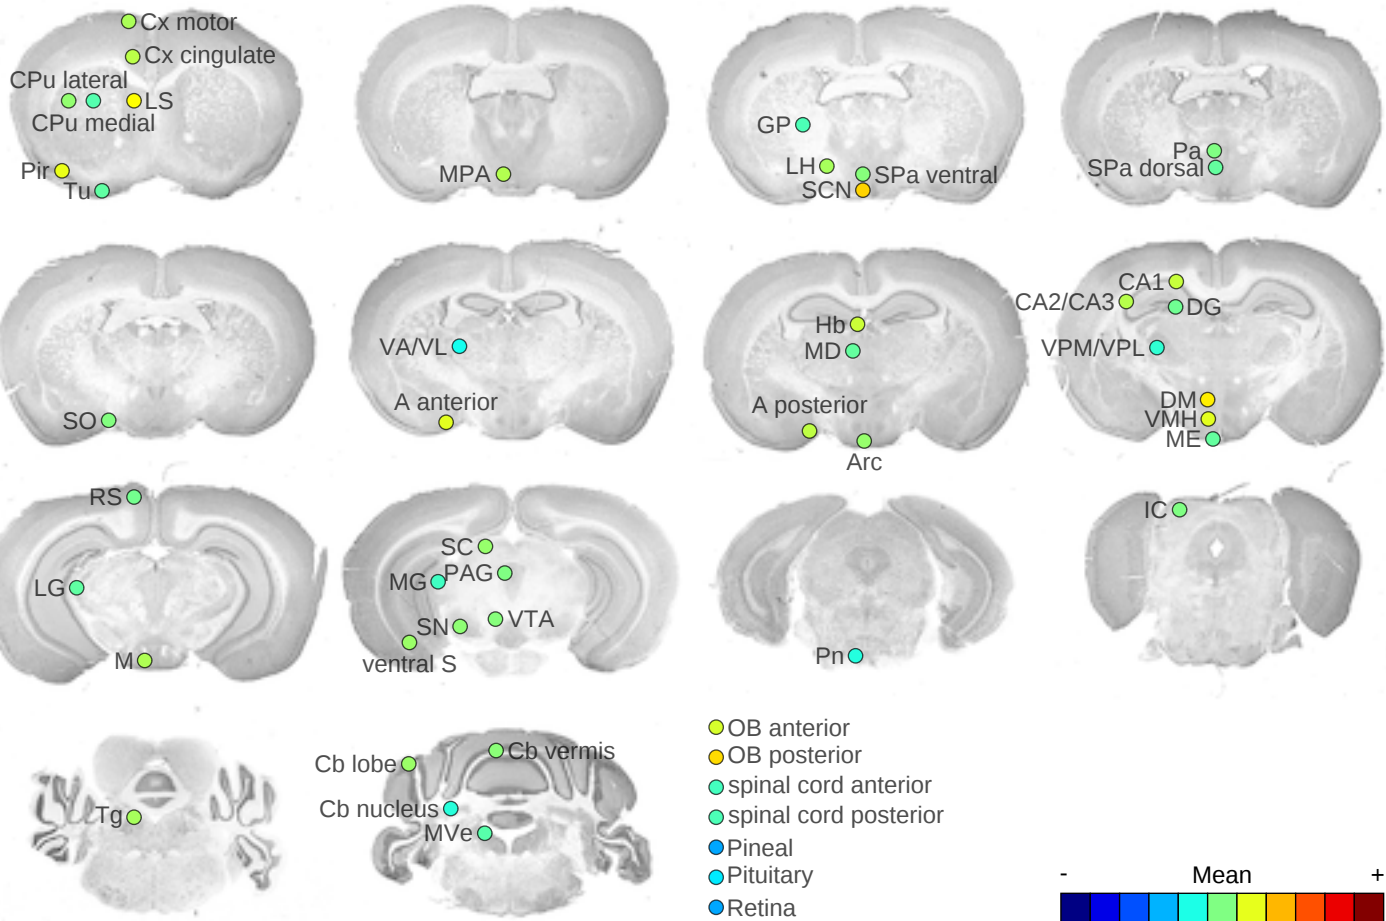 Cx motor
Cx cingulate
CPu lateral
LS
CPu medial
Pir
Tu
MPA
GP
LH
SPa ventral
SCN
Pa
SPa dorsal
SO
VA/VL
A anterior
Hb
MD
A posterior
Arc
CA1
CA2/CA3
DG
VPM/VPL
DM
VMH
ME
RS
LG
M
SC
MG
PAG
SN
VTA
ventral S
Pn
IC
Tg
Cb lobe
Cb vermis
Cb nucleus
MVe
OB anterior
OB posterior
spinal cord anterior
spinal cord posterior
Pineal
Pituitary
Retina
- Mean +